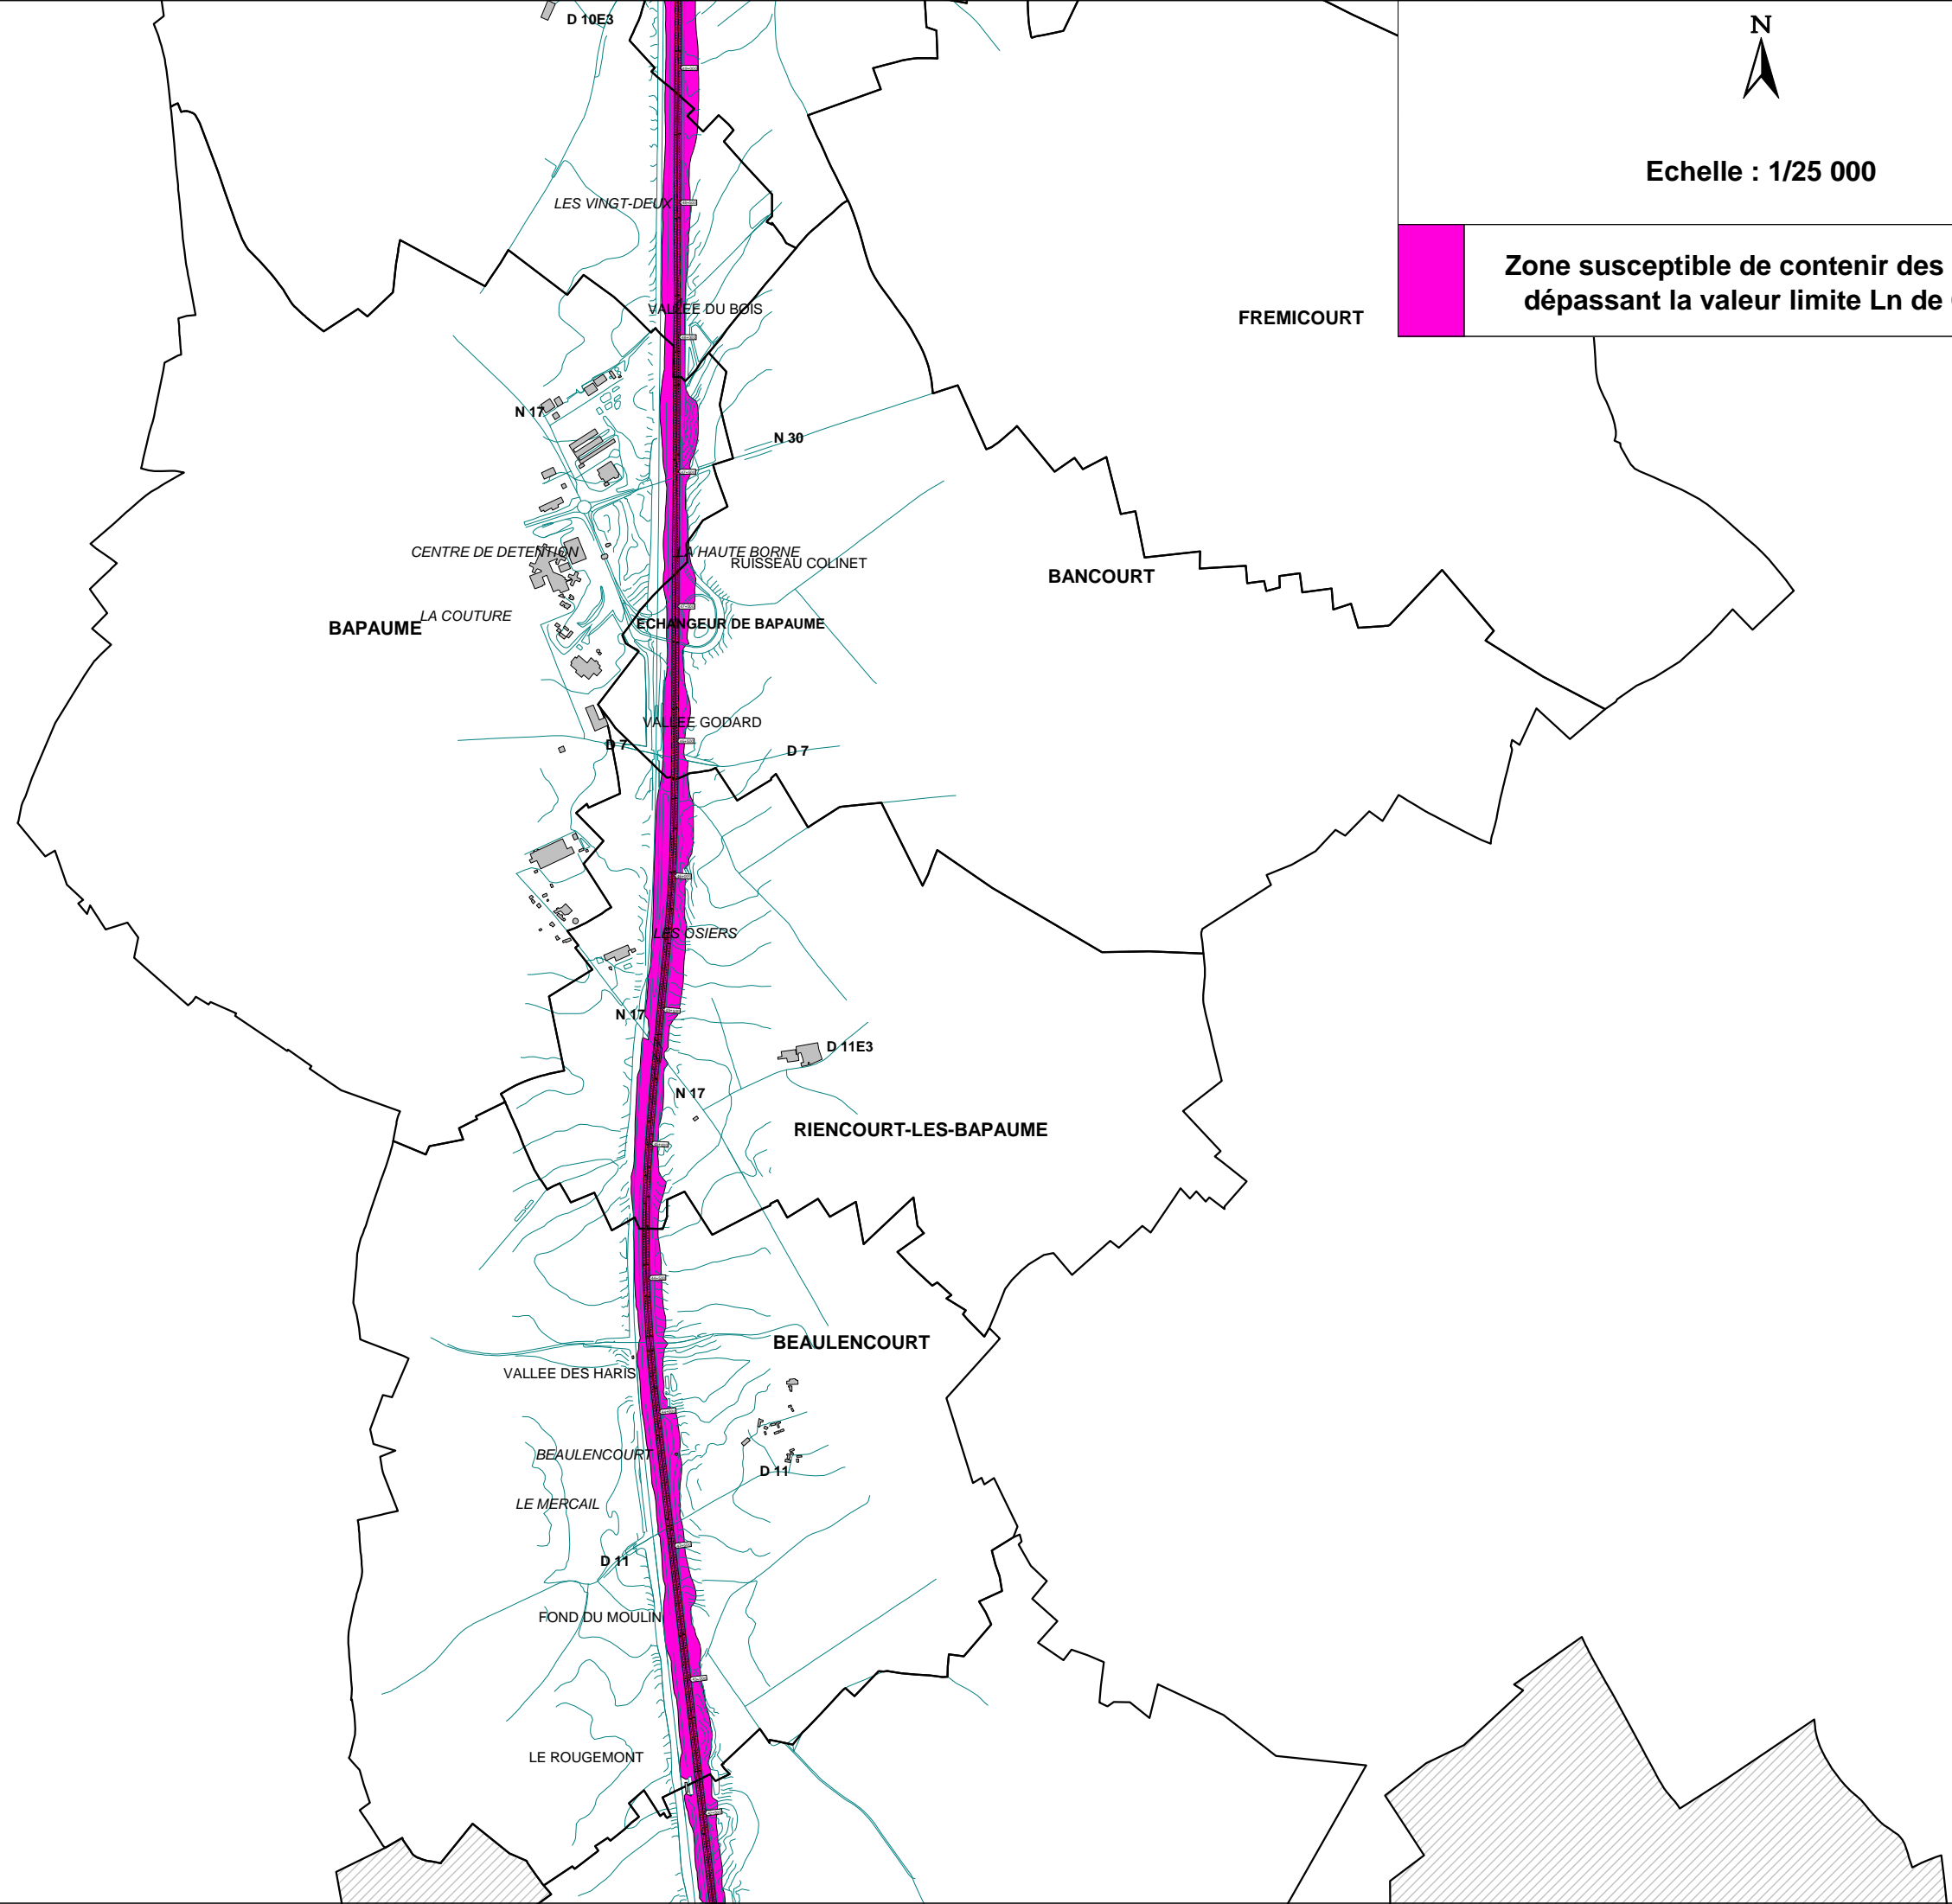 D 10E3
N
Echelle : 1/25 000
Zone susceptible de contenir des
dépassant la valeur limite Ln de
LES VINGT-DEUX
VALLEE DU BOIS
FREMICOURT
N 17
N 30
CENTRE DE DETENTION
LA HAUTE BORNE
RUISSEAU COLINET
BANCOURT
LA COUTURE
BAPAUME
ECHANGEUR DE BAPAUME
VALLEE GODARD
D 7
D 7
LES OSIERS
N 17
D 11E3
N 17
RIENCOURT-LES-BAPAUME
BEAULENCOURT
VALLEE DES HARIS
BEAULENCOURT
D 11
LE MERCAIL
D 11
FOND DU MOULIN
LE ROUGEMONT